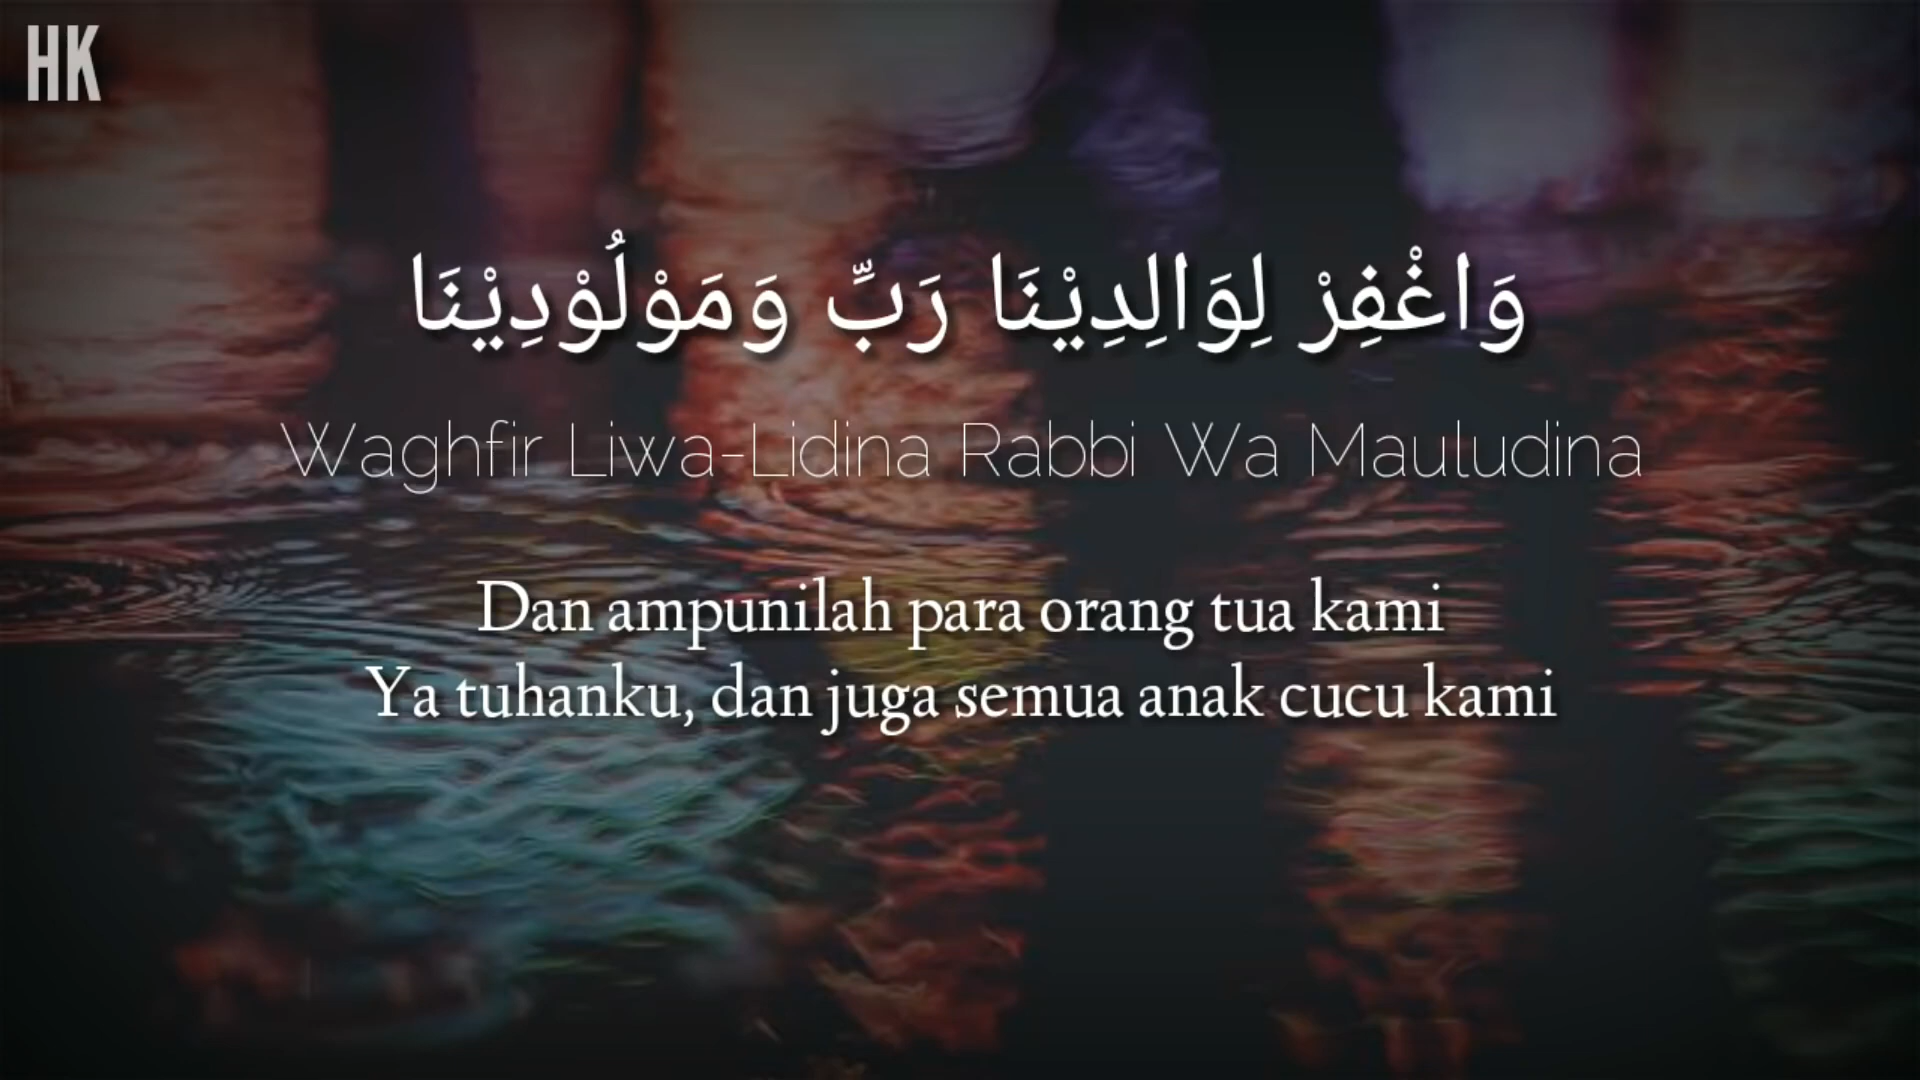 HK
وَاغْفِرْ لِوَالِدِيْنَا رَبِّ وَمَوْلُوْدِيْنَا
Waghfir Liwa-Lidina Rabbi Wa Mauludina
Dan ampunilah para orang tua kami
Ya tuhanku, dan juga semua anak cucu kami